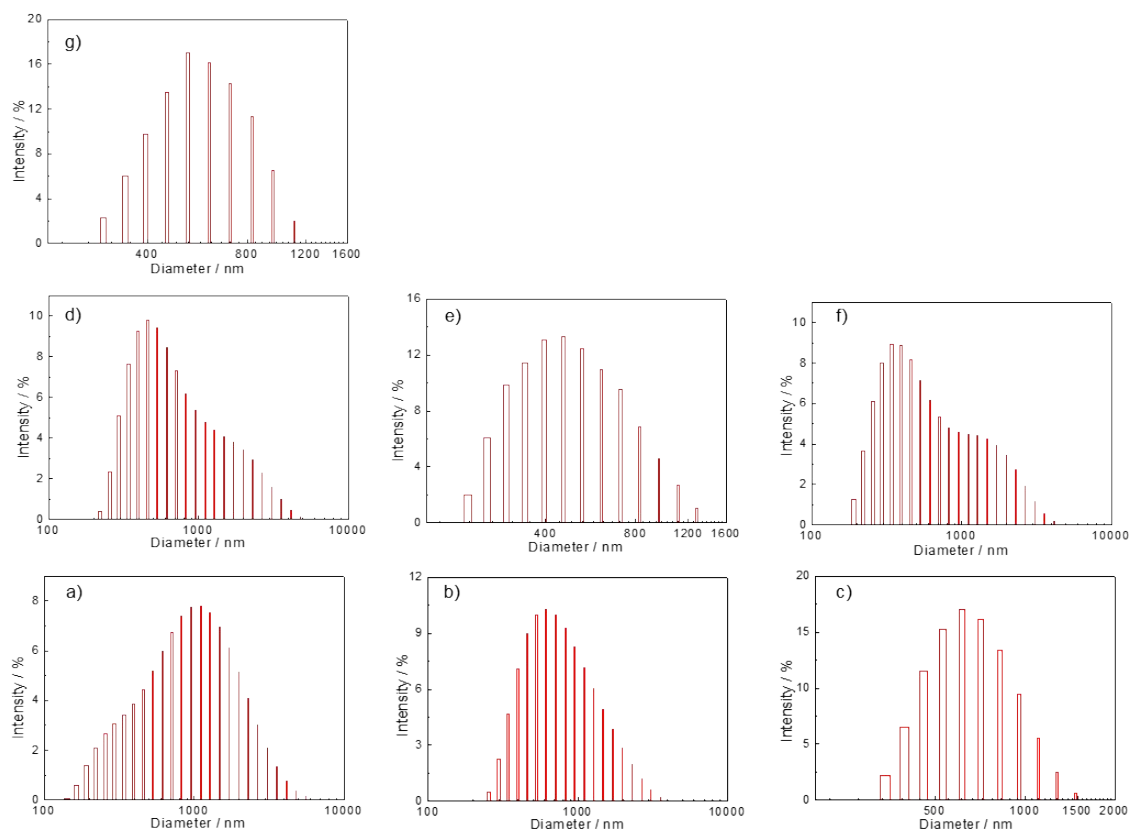 g)
Intensity / %
20
16
12
8
4
0
400 800 1200 1600
Diameter / nm
d)
Intensity / %
10
8
6
4
2
0
100 1000 10000
Diameter / nm
e)
Intensity / %
16
12
8
4
0
400 800 1200 1600
Diameter / nm
f)
Intensity / %
10
8
6
4
2
0
100 1000 10000
Diameter / nm
a)
Intensity / %
8
6
4
2
0
100 1000 10000
Diameter / nm
b)
Intensity / %
12
9
6
3
0
100 1000 10000
Diameter / nm
c)
Intensity / %
20
15
10
5
0
500 1000 1500 2000
Diameter / nm